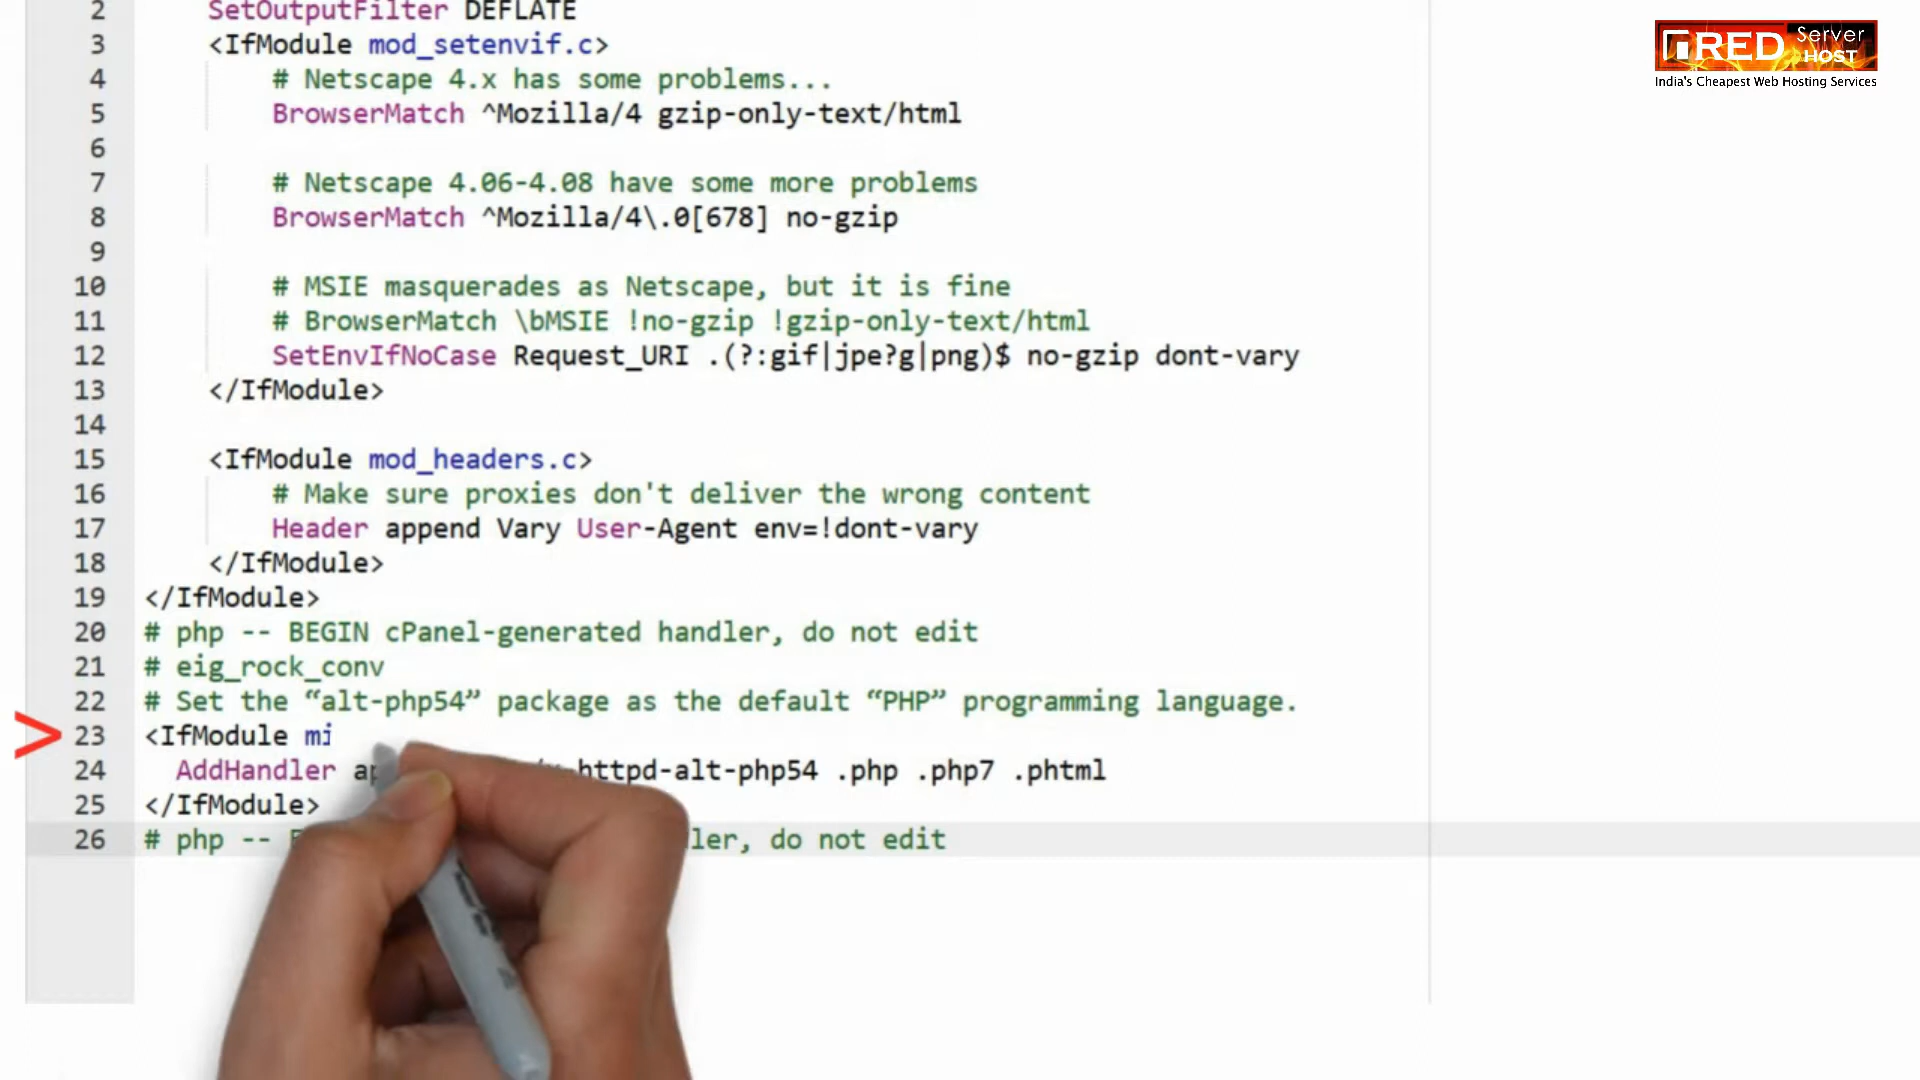 RED Server
HOST
India's Cheapest Web Hosting Services
2 SetOutputFilter DEFLATE
3 <IfModule mod_setenvif.c>
4 # Netscape 4.x has some problems...
5 BrowserMatch ^Mozilla/4 gzip-only-text/html
6
7 # Netscape 4.06-4.08 have some more problems
8 BrowserMatch ^Mozilla/4\.0[678] no-gzip
9
10 # MSIE masquerades as Netscape, but it is fine
11 # BrowserMatch \bMSIE !no-gzip !gzip-only-text/html
12 SetEnvIfNoCase Request_URI .(?:gif|jpe?g|png)$ no-gzip dont-vary
13 </IfModule>
14
15 <IfModule mod_headers.c>
16 # Make sure proxies don't deliver the wrong content
17 Header append Vary User-Agent env=!dont-vary
18 </IfModule>
19 </IfModule>
20 # php -- BEGIN cPanel-generated handler, do not edit
21 # eig_rock_conv
22 # Set the “alt-php54” package as the default “PHP” programming language.
> 23 <IfModule mi
24 AddHandler httpd-alt-php54 .php .php7 .phtml
25 </IfModule>
26 # php -- do not edit